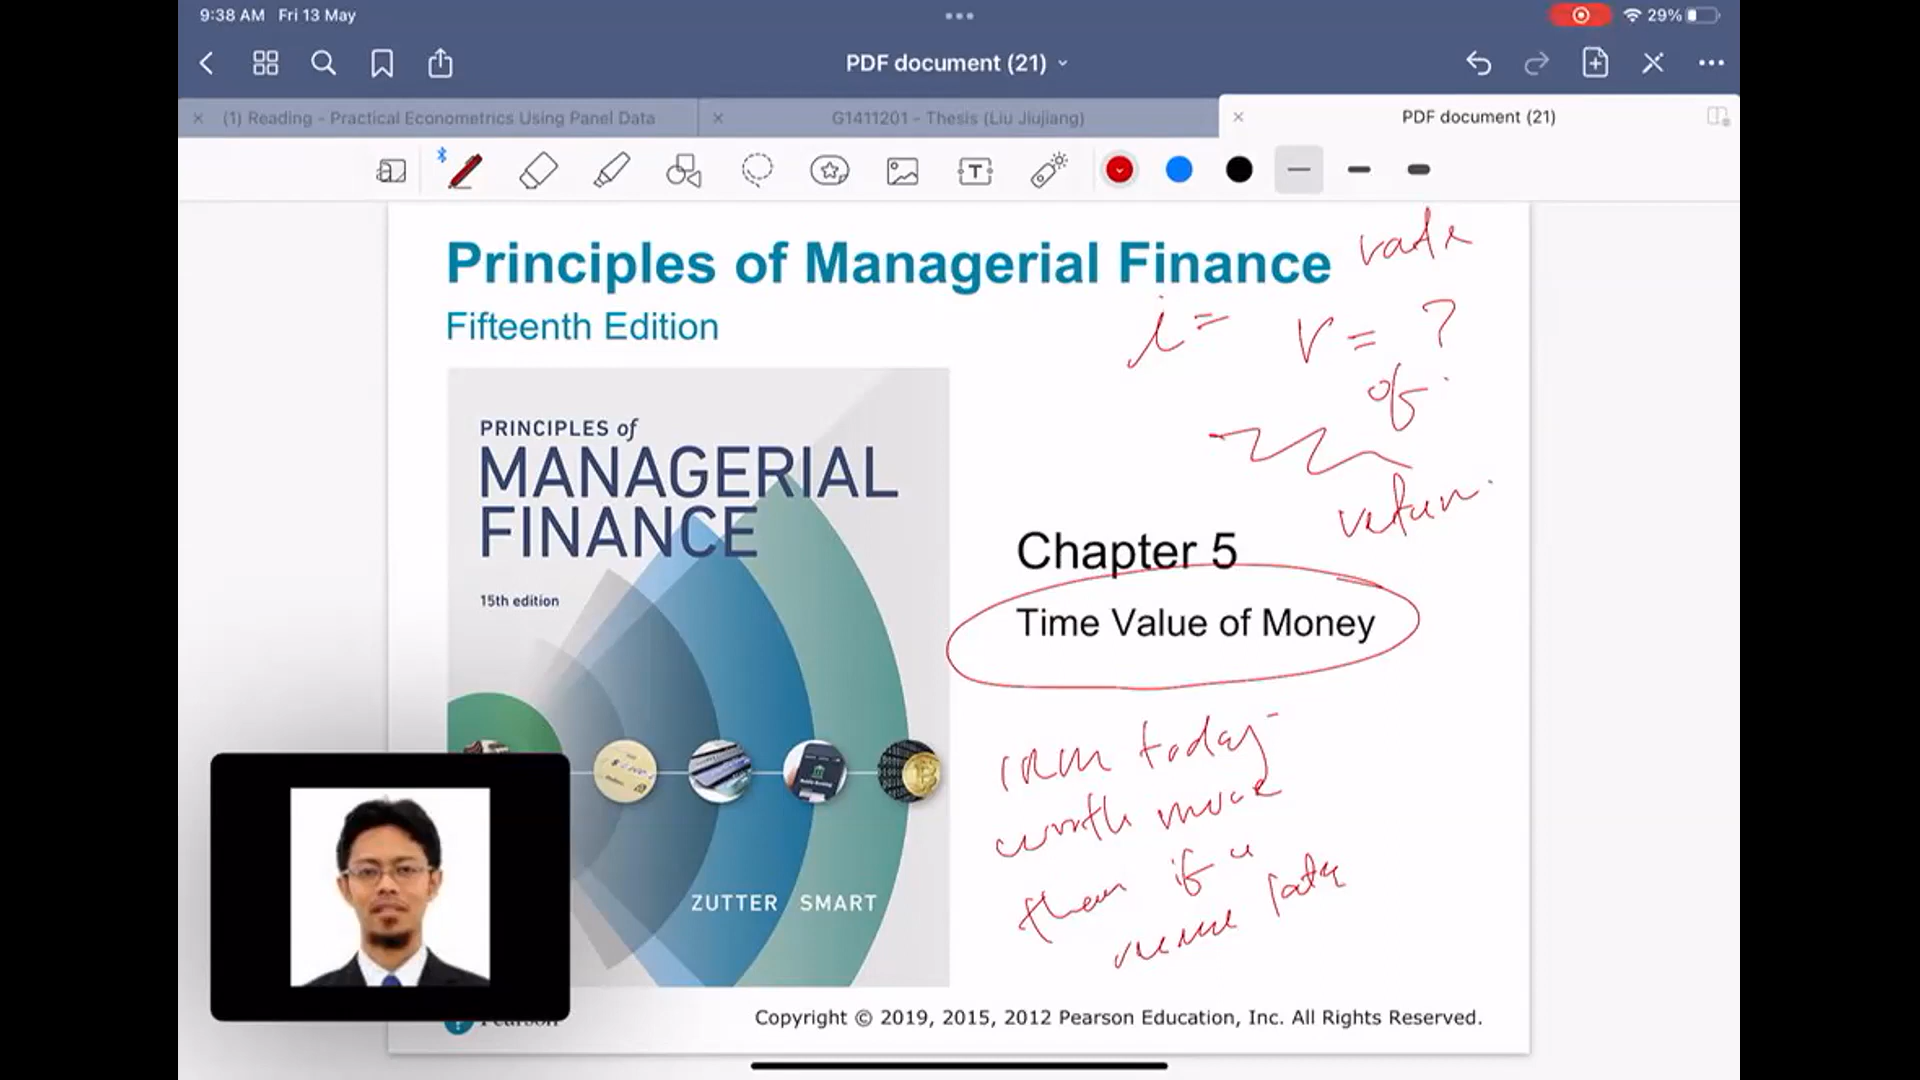 9:38 AM Fri 13 May
29%
PDF document (21)
(1) Reading - Practical Econometrics Using Panel Data
G1411201 - Thesis (Liu Jiujiang)
PDF document (21)
Principles of Managerial Finance
Fifteenth Edition
rate
i =
r = ?
of
return.
PRINCIPLES of
MANAGERIAL
FINANCE
15th edition
ZUTTER SMART
Chapter 5
Time Value of Money
1RM today
worth more
than if u
later
Pearson
Copyright © 2019, 2015, 2012 Pearson Education, Inc. All Rights Reserved.